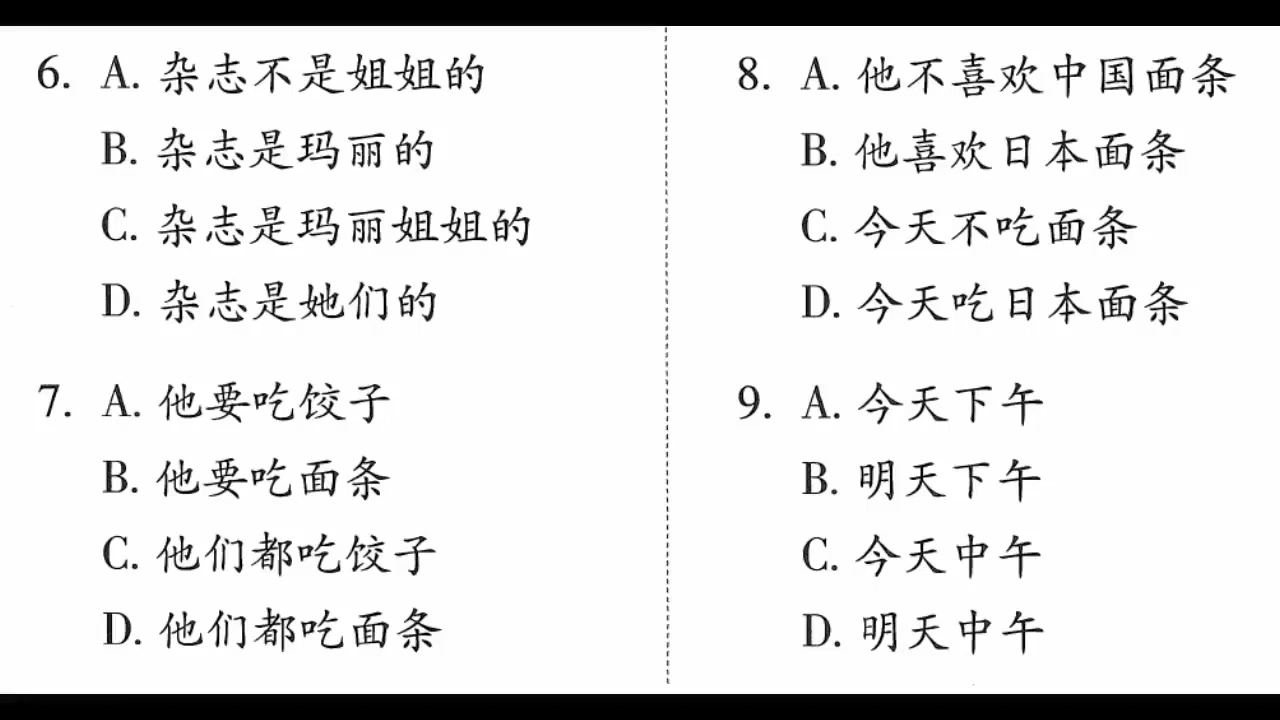 6. A. 杂志不是姐姐的
B. 杂志是玛丽的
C. 杂志是玛丽姐姐的
D. 杂志是她们的
7. A. 他要吃饺子
B. 他要吃面条
C. 他们都吃饺子
D. 他们都吃面条
8. A. 他不喜欢中国面条
B. 他喜欢日本面条
C. 今天不吃面条
D. 今天吃日本面条
9. A. 今天下午
B. 明天下午
C. 今天中午
D. 明天中午